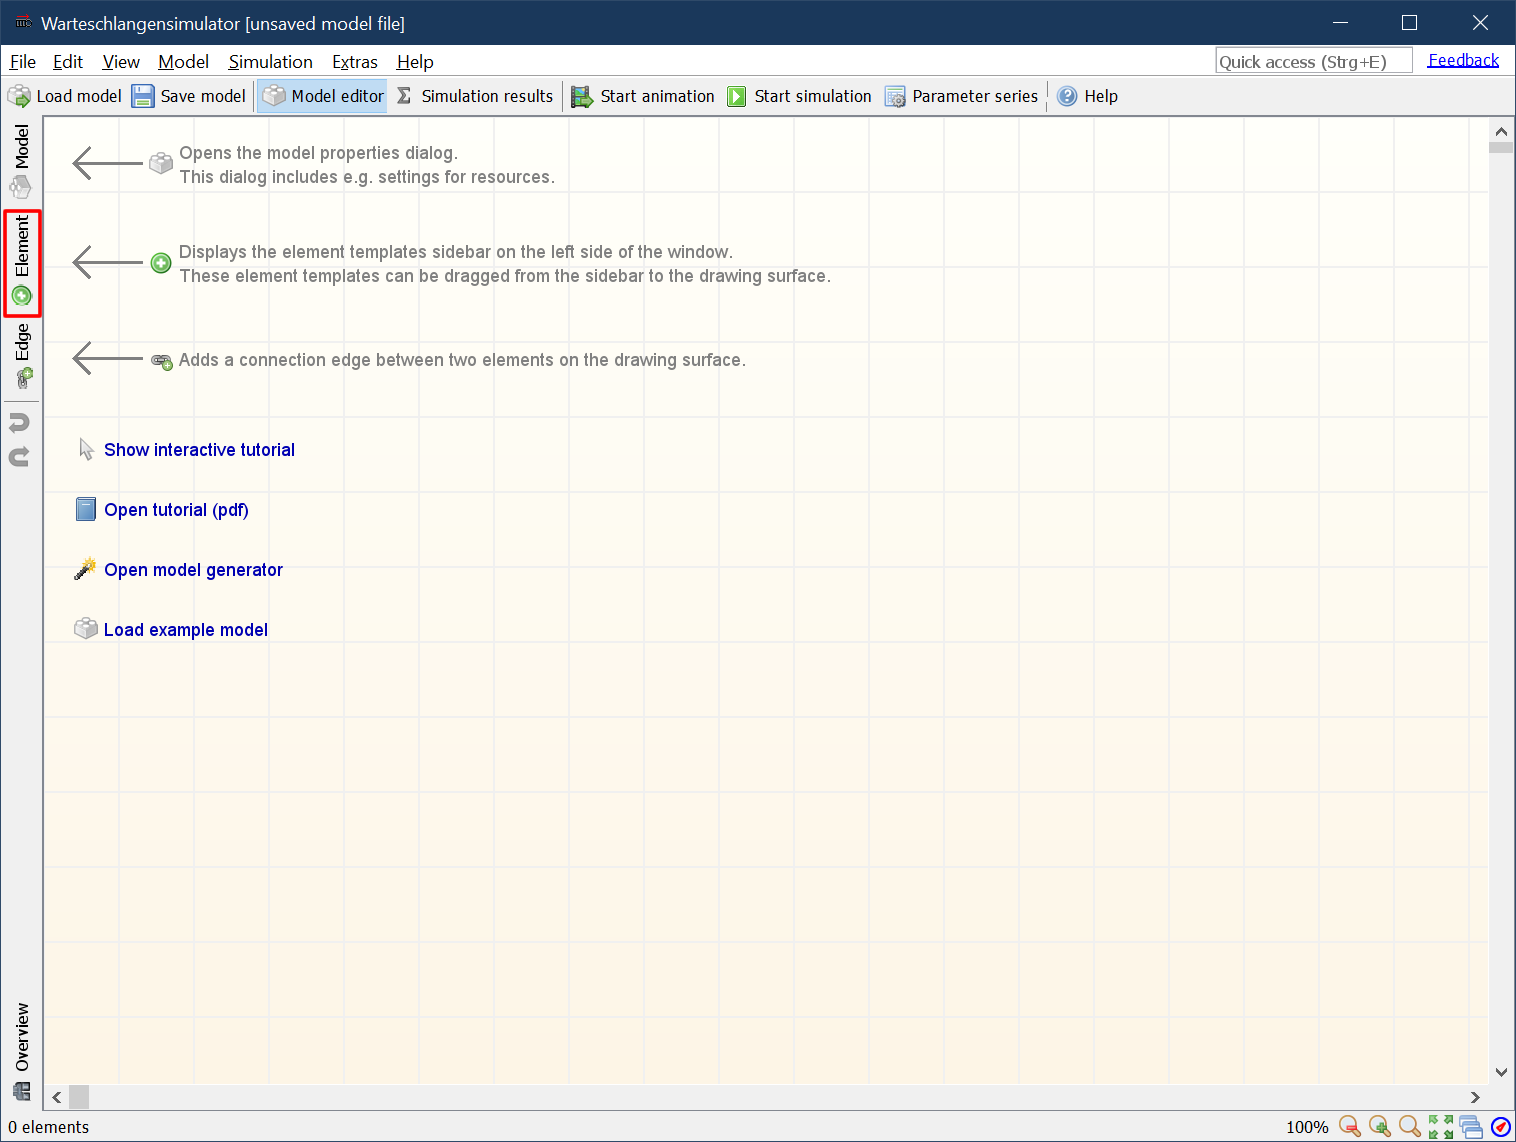 Warteschlangensimulator [unsaved model file]
File Edit View Model Simulation Extras Help
Quick access (Strg+E) Feedback
Load model Save model Model editor Simulation results Start animation Start simulation Parameter series Help
Model
Element
Edge
Opens the model properties dialog.
This dialog includes e.g. settings for resources.
Displays the element templates sidebar on the left side of the window.
These element templates can be dragged from the sidebar to the drawing surface.
Adds a connection edge between two elements on the drawing surface.
Show interactive tutorial
Open tutorial (pdf)
Open model generator
Load example model
Overview
0 elements
100%